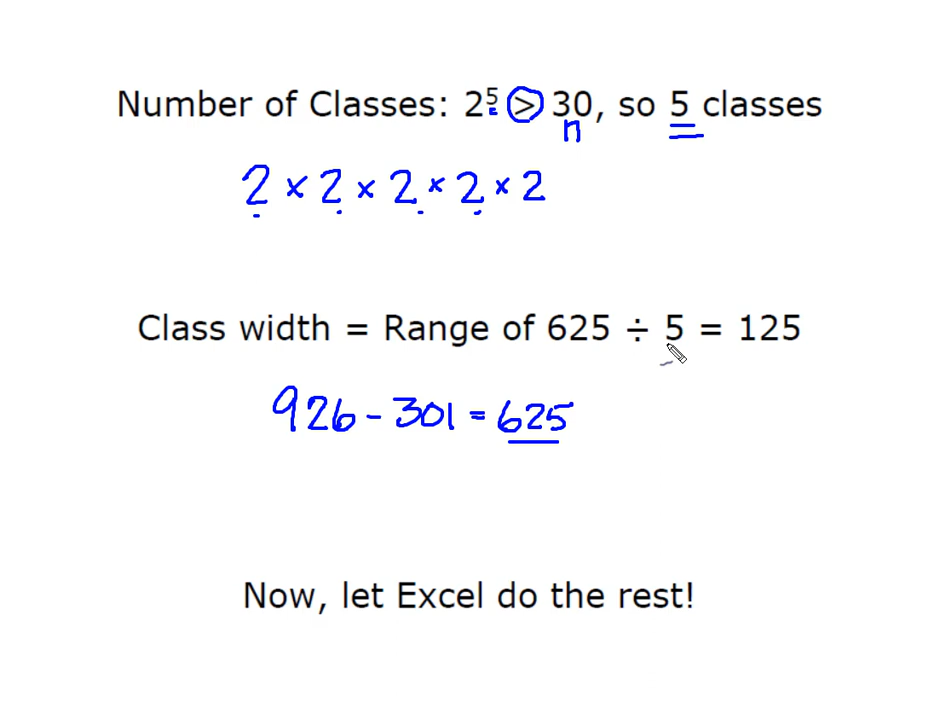 Number of Classes: 2⁵ > 30, so 5 classes
n
2 × 2 × 2 × 2 × 2
Class width = Range of 625 ÷ 5 = 125
926 - 301 = 625
Now, let Excel do the rest!